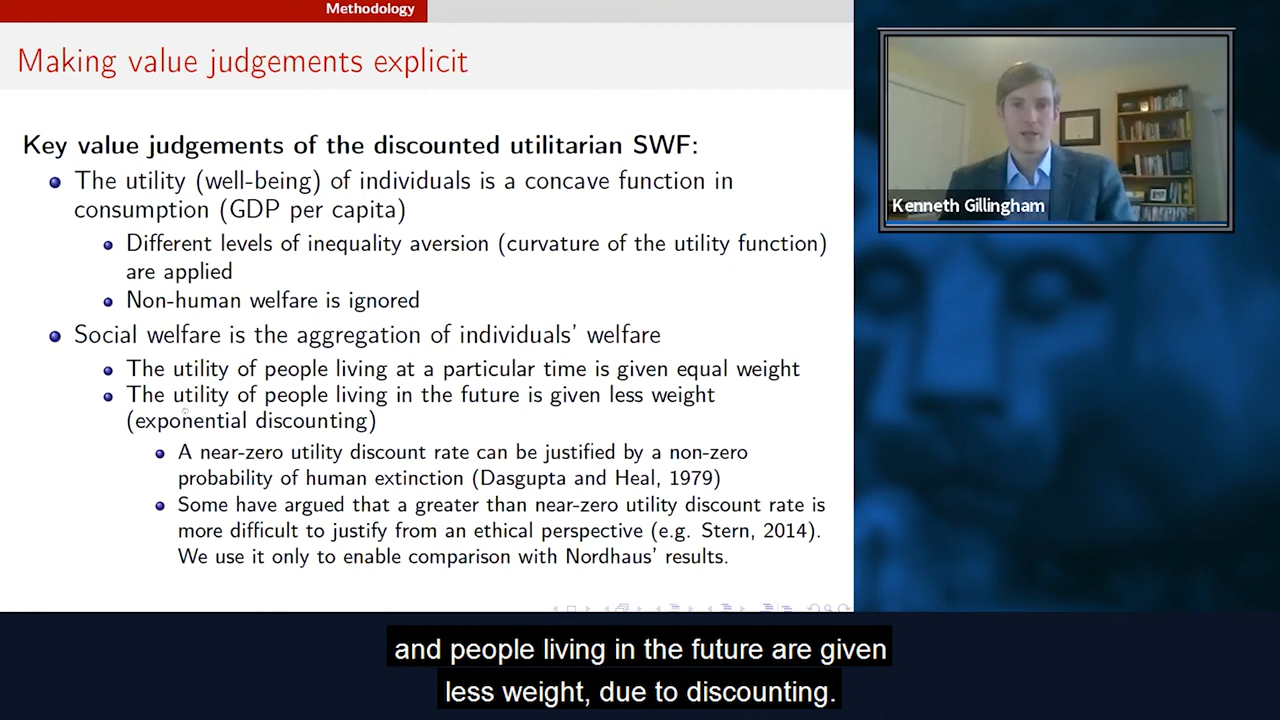 Methodology
Making value judgements explicit
Key value judgements of the discounted utilitarian SWF:
The utility (well-being) of individuals is a concave function in
consumption (GDP per capita)
Different levels of inequality aversion (curvature of the utility function)
are applied
Non-human welfare is ignored
Social welfare is the aggregation of individuals' welfare
The utility of people living at a particular time is given equal weight
The utility of people living in the future is given less weight
(exponential discounting)
A near-zero utility discount rate can be justified by a non-zero
probability of human extinction (Dasgupta and Heal, 1979)
Some have argued that a greater than near-zero utility discount rate is
more difficult to justify from an ethical perspective (e.g. Stern, 2014).
We use it only to enable comparison with Nordhaus' results.
Kenneth Gillingham
and people living in the future are given
less weight, due to discounting.